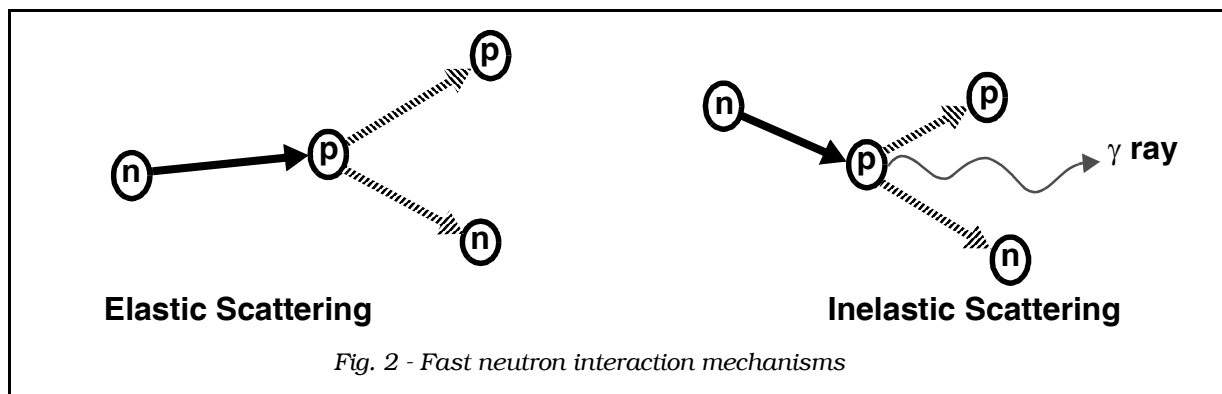 n
p
p
n
Elastic Scattering
n
p
p
γ ray
n
Inelastic Scattering
Fig. 2 - Fast neutron interaction mechanisms